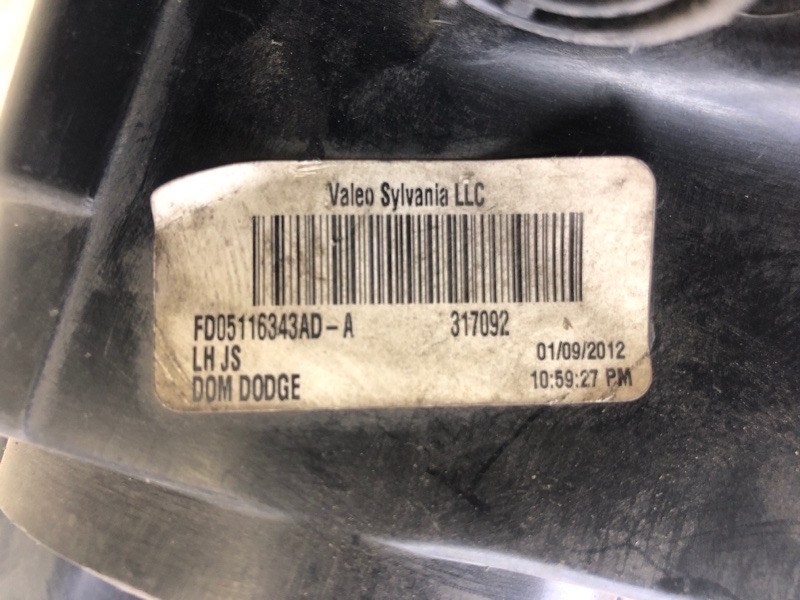 Valeo Sylvania LLC
FD05116343AD-A 317092
LH JS 01/09/2012
DOM DODGE 10:59:27 PM